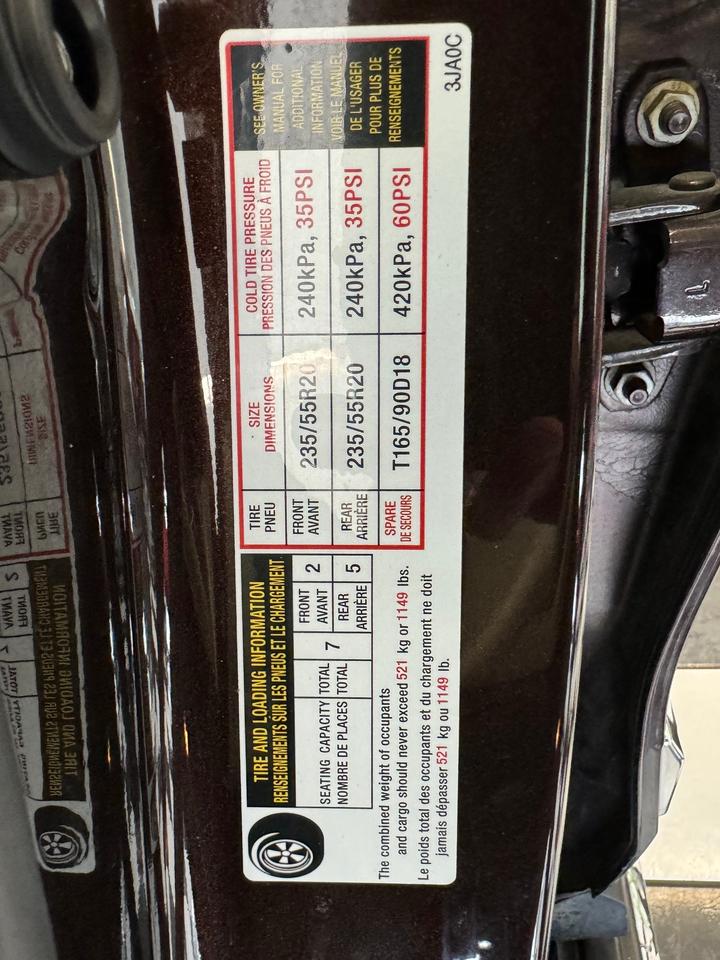 TIRE AND LOADING INFORMATION
RENSEIGNEMENTS SUR LES PNEUS ET LE CHARGEMENT
SEATING CAPACITY TOTAL 7 FRONT 2
NOMBRE DE PLACES TOTAL AVANT
REAR 5
ARRIÈRE
The combined weight of occupants
and cargo should never exceed 521 kg or 1149 lbs.
Le poids total des occupants et du chargement ne doit
jamais dépasser 521 kg ou 1149 lb.
TIRE SIZE COLD TIRE PRESSURE
PNEU DIMENSIONS PRESSION DES PNEUS À FROID
FRONT 235/55R20 240kPa, 35PSI
AVANT
REAR 235/55R20 240kPa, 35PSI
ARRIÈRE
SPARE T165/90D18 420kPa, 60PSI
DE SECOURS
SEE OWNER'S
MANUAL FOR
ADDITIONAL
INFORMATION
VOIR LE MANUEL
DE L'USAGER
POUR PLUS DE
RENSEIGNEMENTS
3JA0C